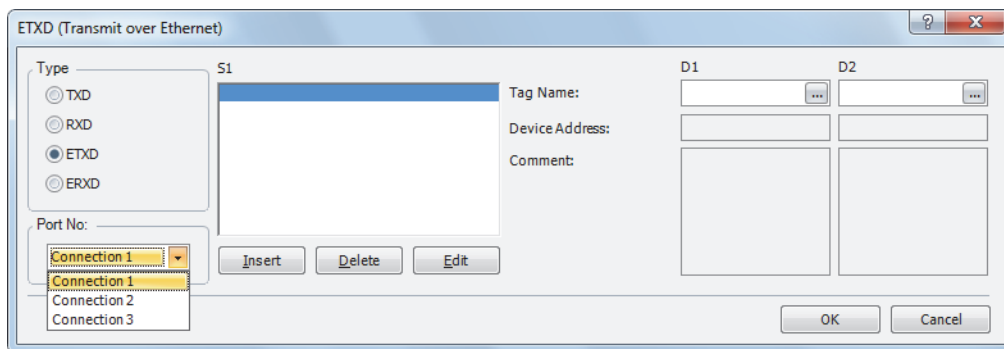 ETXD (Transmit over Ethernet)
Type
TXD
RXD
ETXD
ERXD
Port No:
Connection 1
Connection 1
Connection 2
Connection 3
S1
Insert
Delete
Edit
D1
D2
Tag Name:
...
...
Device Address:
Comment:
OK
Cancel